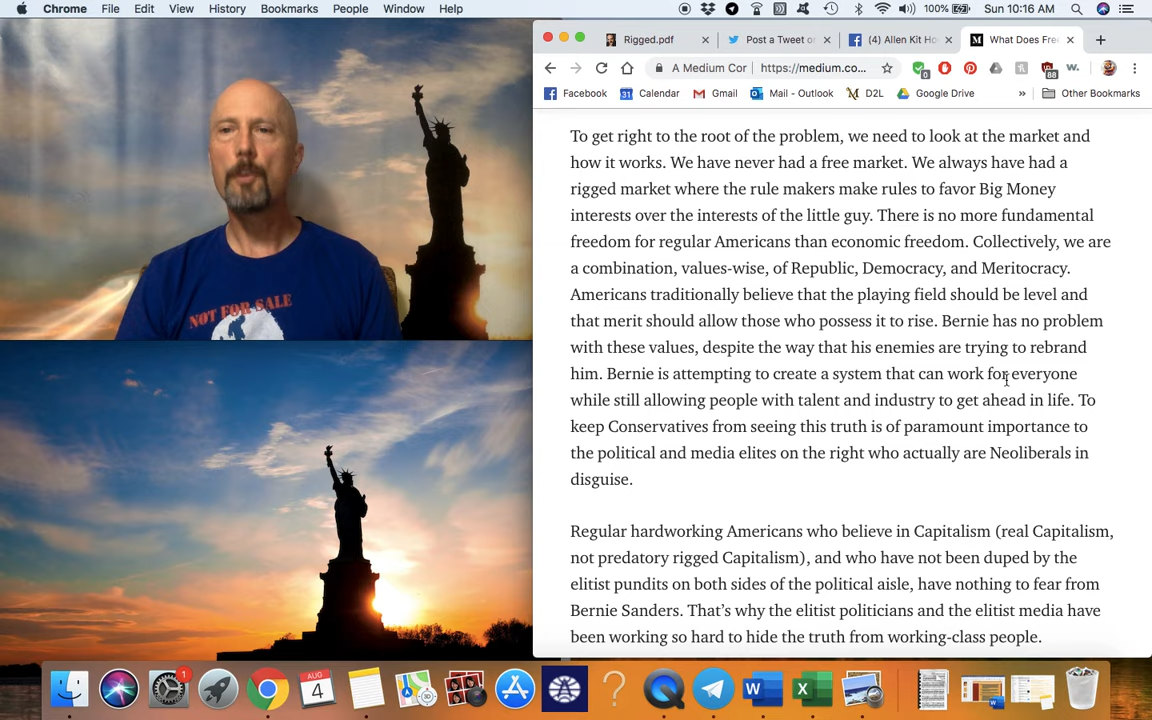 Chrome File Edit View History Bookmarks People Window Help
100% Sun 10:16 AM
Rigged.pdf
Post a Tweet or
(4) Allen Kit Ho
What Does Free
A Medium Cor https://medium.co...
0
88
Facebook Calendar Gmail Mail - Outlook D2L Google Drive » Other Bookmarks
31
NOT FOR SALE
To get right to the root of the problem, we need to look at the market and
how it works. We have never had a free market. We always have had a
rigged market where the rule makers make rules to favor Big Money
interests over the interests of the little guy. There is no more fundamental
freedom for regular Americans than economic freedom. Collectively, we are
a combination, values-wise, of Republic, Democracy, and Meritocracy.
Americans traditionally believe that the playing field should be level and
that merit should allow those who possess it to rise. Bernie has no problem
with these values, despite the way that his enemies are trying to rebrand
him. Bernie is attempting to create a system that can work for everyone
while still allowing people with talent and industry to get ahead in life. To
keep Conservatives from seeing this truth is of paramount importance to
the political and media elites on the right who actually are Neoliberals in
disguise.
Regular hardworking Americans who believe in Capitalism (real Capitalism,
not predatory rigged Capitalism), and who have not been duped by the
elitist pundits on both sides of the political aisle, have nothing to fear from
Bernie Sanders. That's why the elitist politicians and the elitist media have
been working so hard to hide the truth from working-class people.
1
AUG
4
3D
?
W
X